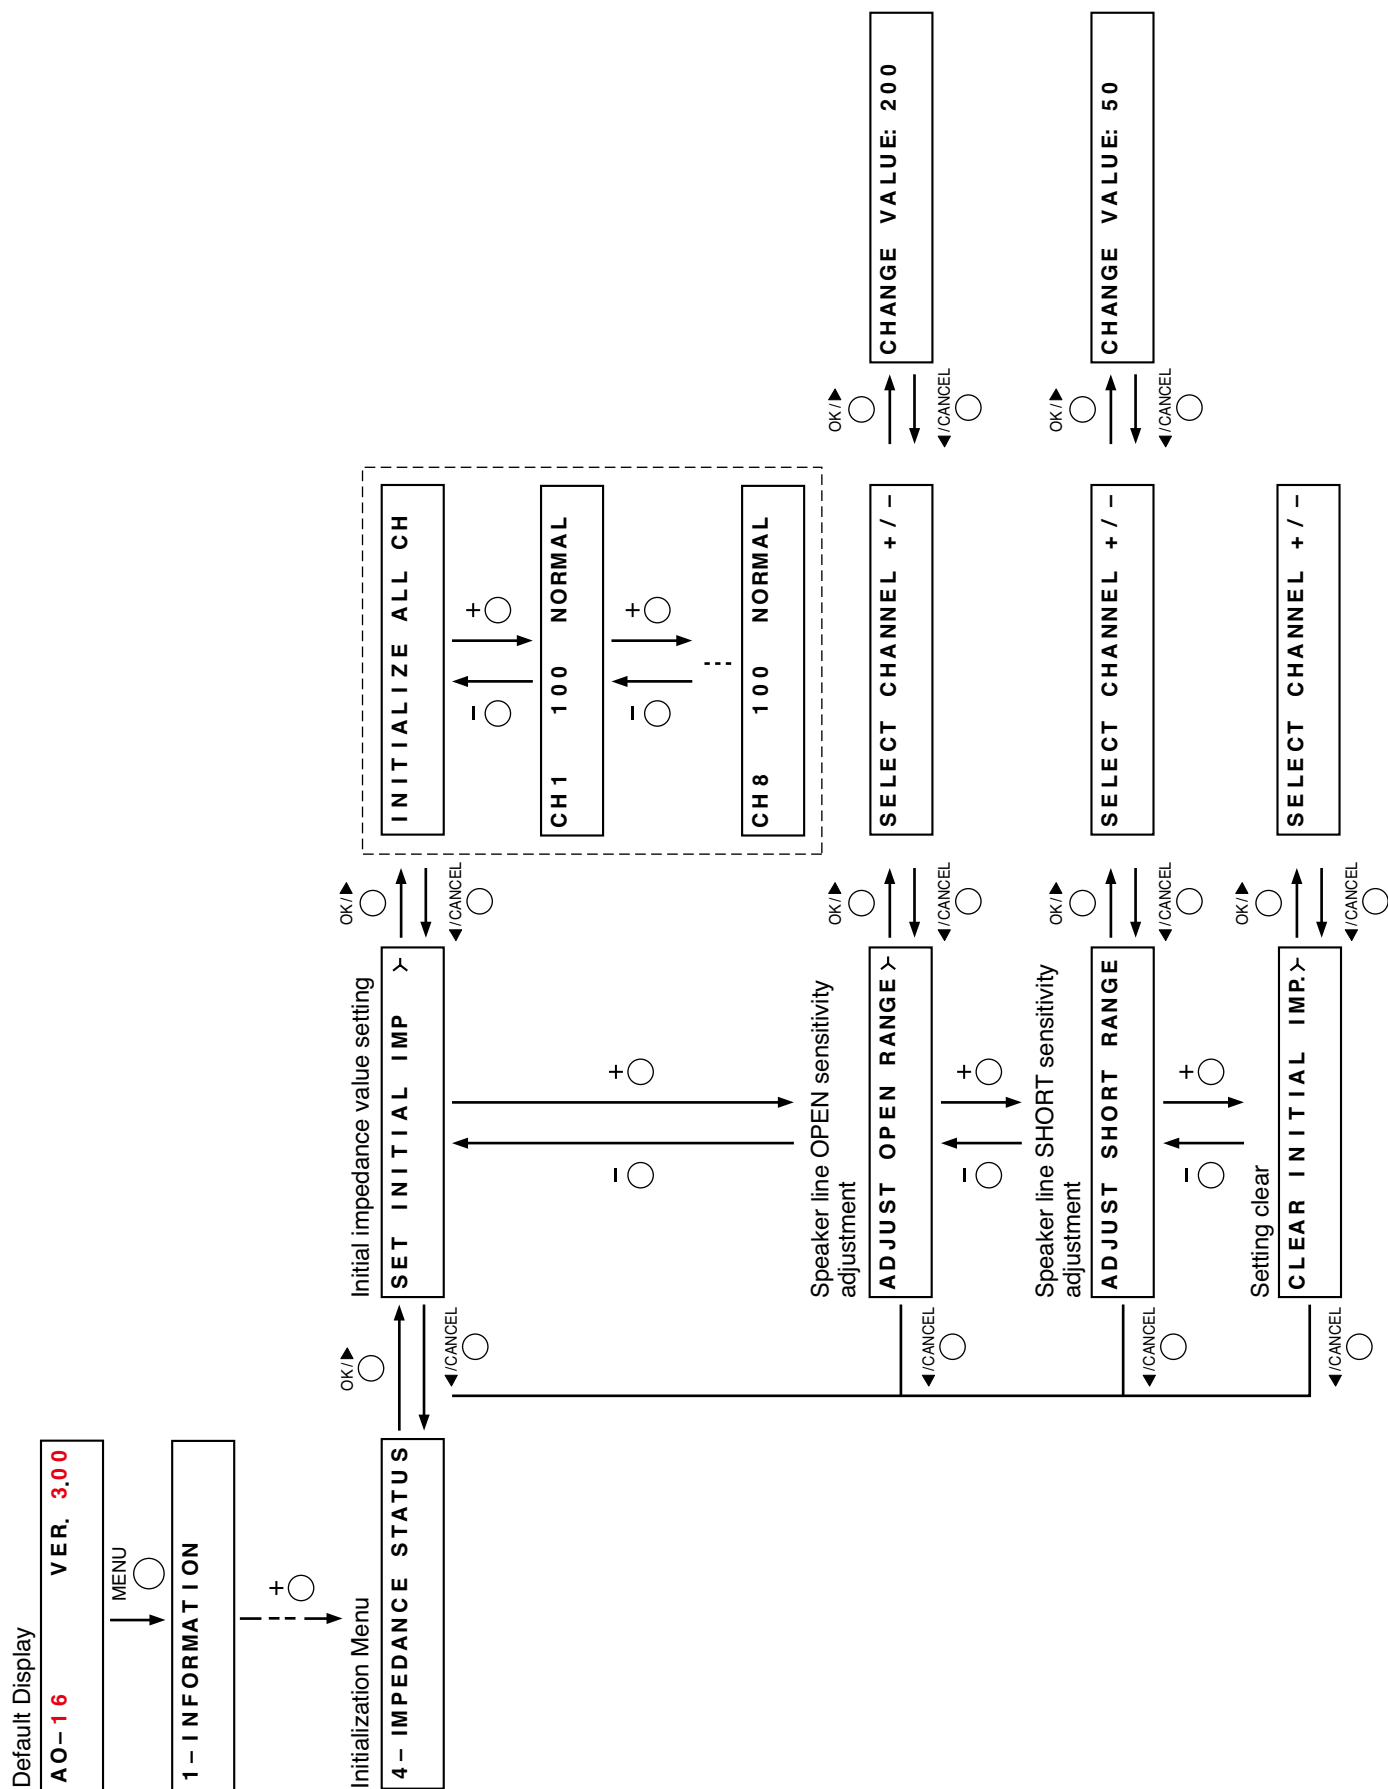 Default Display
AO–16 VER. 3.00
MENU
1–INFORMATION
+
Initialization Menu
4–IMPEDANCE STATUS
OK/▲
▼/CANCEL
Initial impedance value setting
SET INITIAL IMP >
OK/▲
▼/CANCEL
INITIALIZE ALL CH
– +
CH1 100 NORMAL
– +
CH8 100 NORMAL
– +
Speaker line OPEN sensitivity
adjustment
▼/CANCEL
ADJUST OPEN RANGE>
OK/▲
▼/CANCEL
SELECT CHANNEL +/–
OK/▲
▼/CANCEL
CHANGE VALUE: 200
– +
Speaker line SHORT sensitivity
adjustment
▼/CANCEL
ADJUST SHORT RANGE
OK/▲
▼/CANCEL
SELECT CHANNEL +/–
OK/▲
▼/CANCEL
CHANGE VALUE: 50
– +
Setting clear
▼/CANCEL
CLEAR INITIAL IMP.>
OK/▲
▼/CANCEL
SELECT CHANNEL +/–